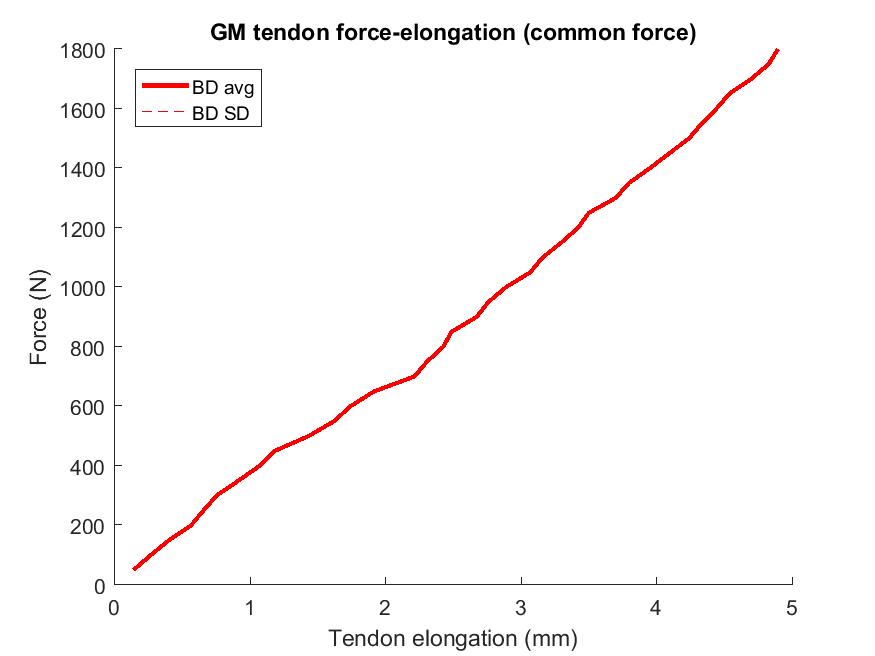 GM tendon force-elongation (common force)
1800
1600
1400
1200
1000
800
600
400
200
0
Force (N)
BD avg
BD SD
0 1 2 3 4 5
Tendon elongation (mm)